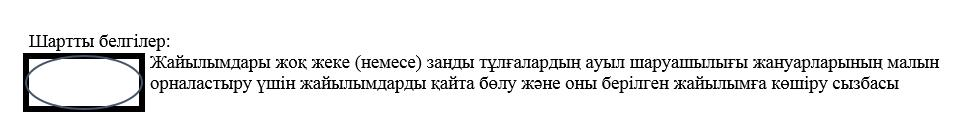 Шартты белгілер:
Жайылымдары жоқ жеке (немесе) заңды тұлғалардың ауыл шаруашылығы жануарларының малын
орналастыру үшін жайылымдарды қайта бөлу және оны берілген жайылымға көшіру сызбасы